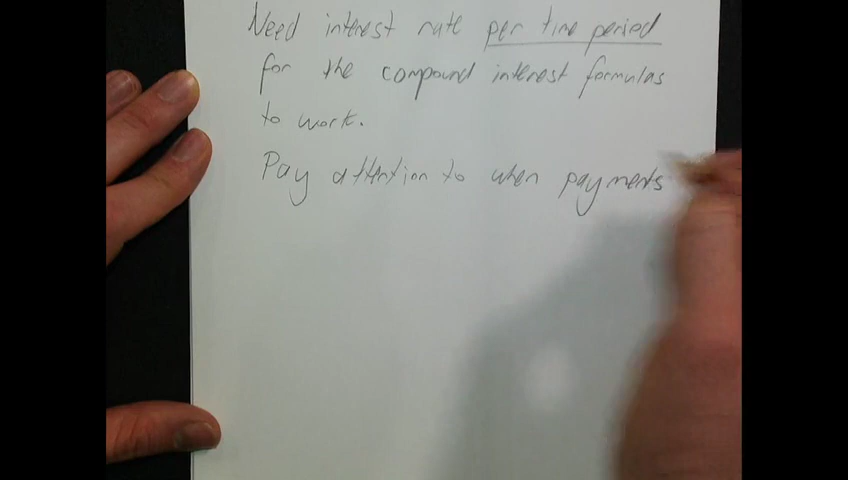 Need interest rate per time period
for the compound interest formulas
to work.
Pay attention to when payments